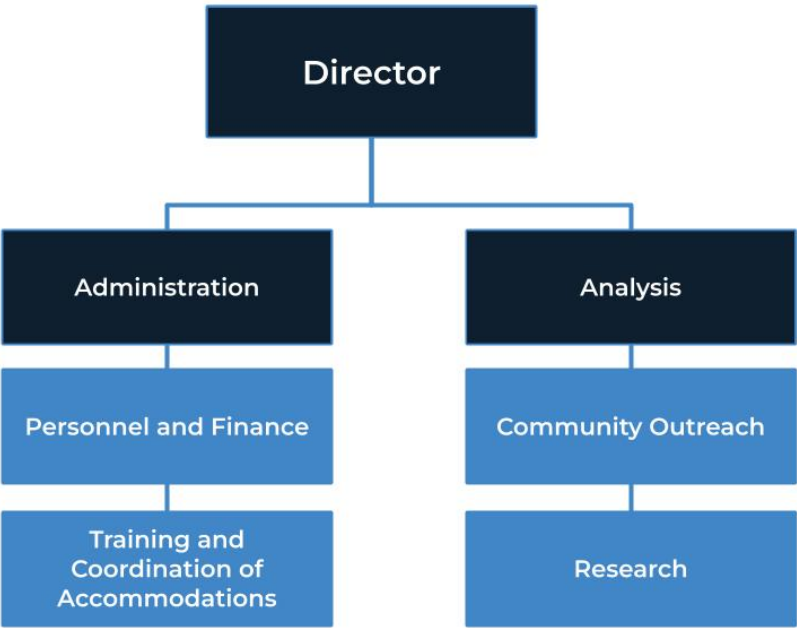 Director
Administration
Analysis
Personnel and Finance
Community Outreach
Training and
Coordination of
Accommodations
Research